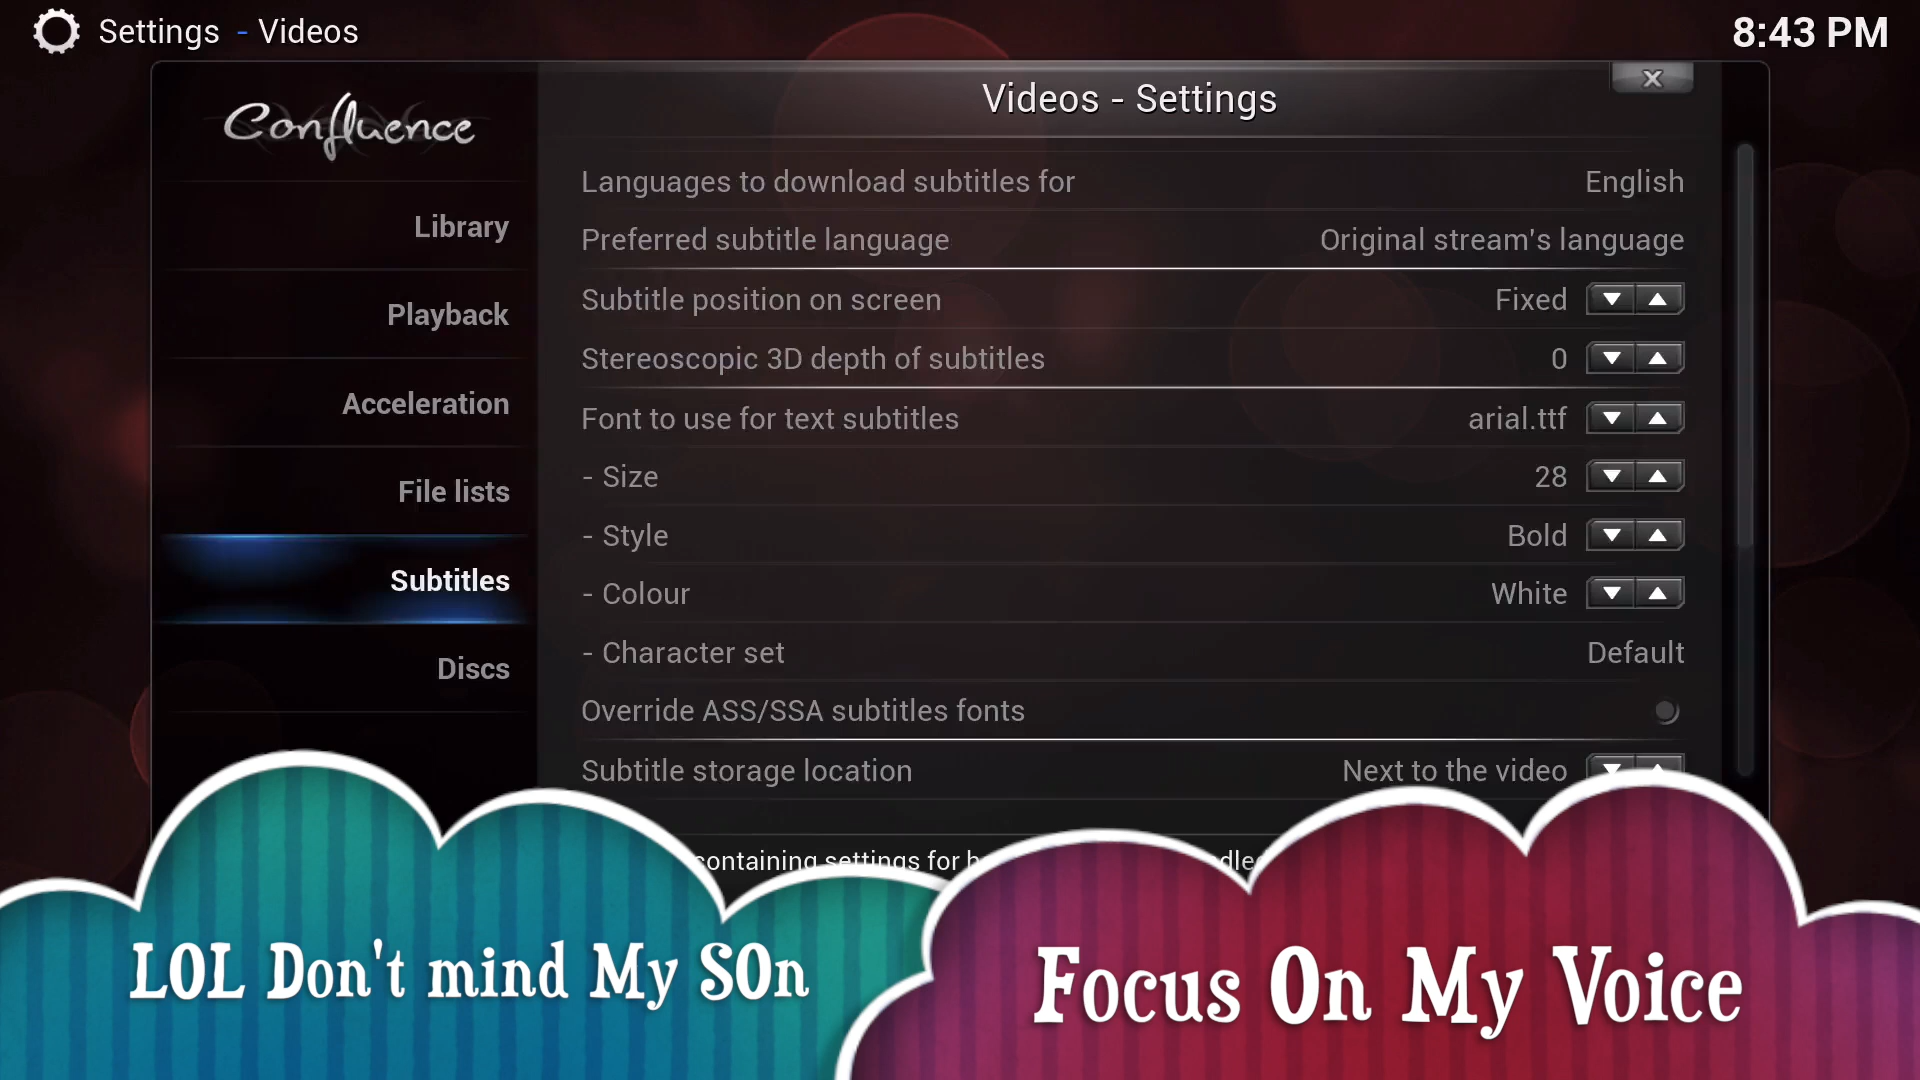 Settings - Videos
8:43 PM
Confluence
Videos - Settings
x
Library
Playback
Acceleration
File lists
Subtitles
Discs
Languages to download subtitles for English
Preferred subtitle language Original stream's language
Subtitle position on screen Fixed
Stereoscopic 3D depth of subtitles 0
Font to use for text subtitles arial.ttf
- Size 28
- Style Bold
- Colour White
- Character set Default
Override ASS/SSA subtitles fonts
Subtitle storage location Next to the video
containing settings for
LOL Don't mind My SOn
Focus On My Voice